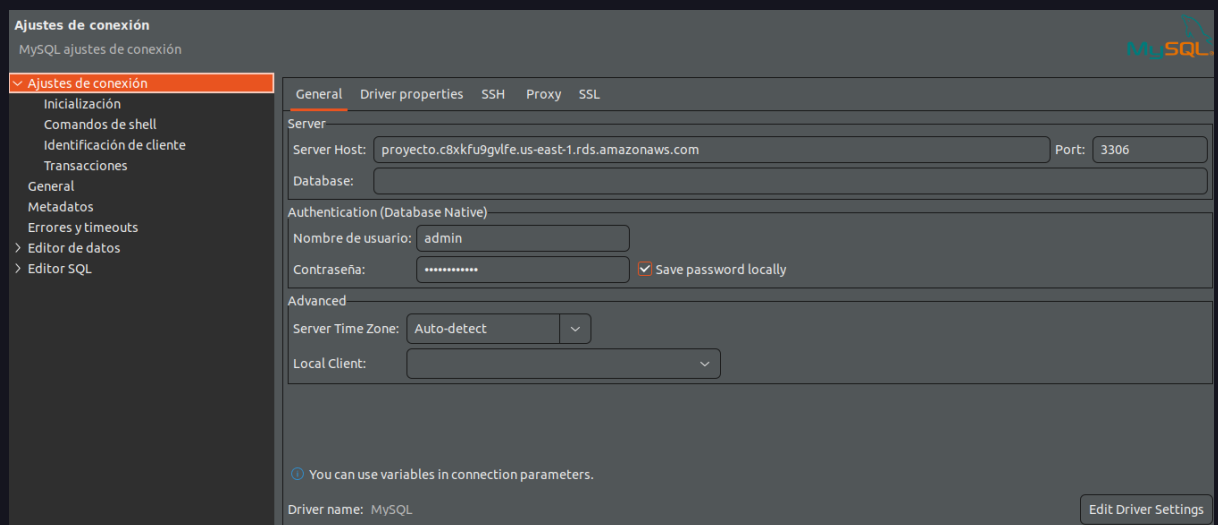 Ajustes de conexión
MySQL ajustes de conexión
MySQL
Ajustes de conexión
Inicialización
Comandos de shell
Identificación de cliente
Transacciones
General
Metadatos
Errores y timeouts
Editor de datos
Editor SQL
General Driver properties SSH Proxy SSL
Server
Server Host: proyecto.c8xkfu9gvlfe.us-east-1.rds.amazonaws.com Port: 3306
Database:
Authentication (Database Native)
Nombre de usuario: admin
Contraseña: •••••••••••• Save password locally
Advanced
Server Time Zone: Auto-detect
Local Client:
You can use variables in connection parameters.
Driver name: MySQL Edit Driver Settings